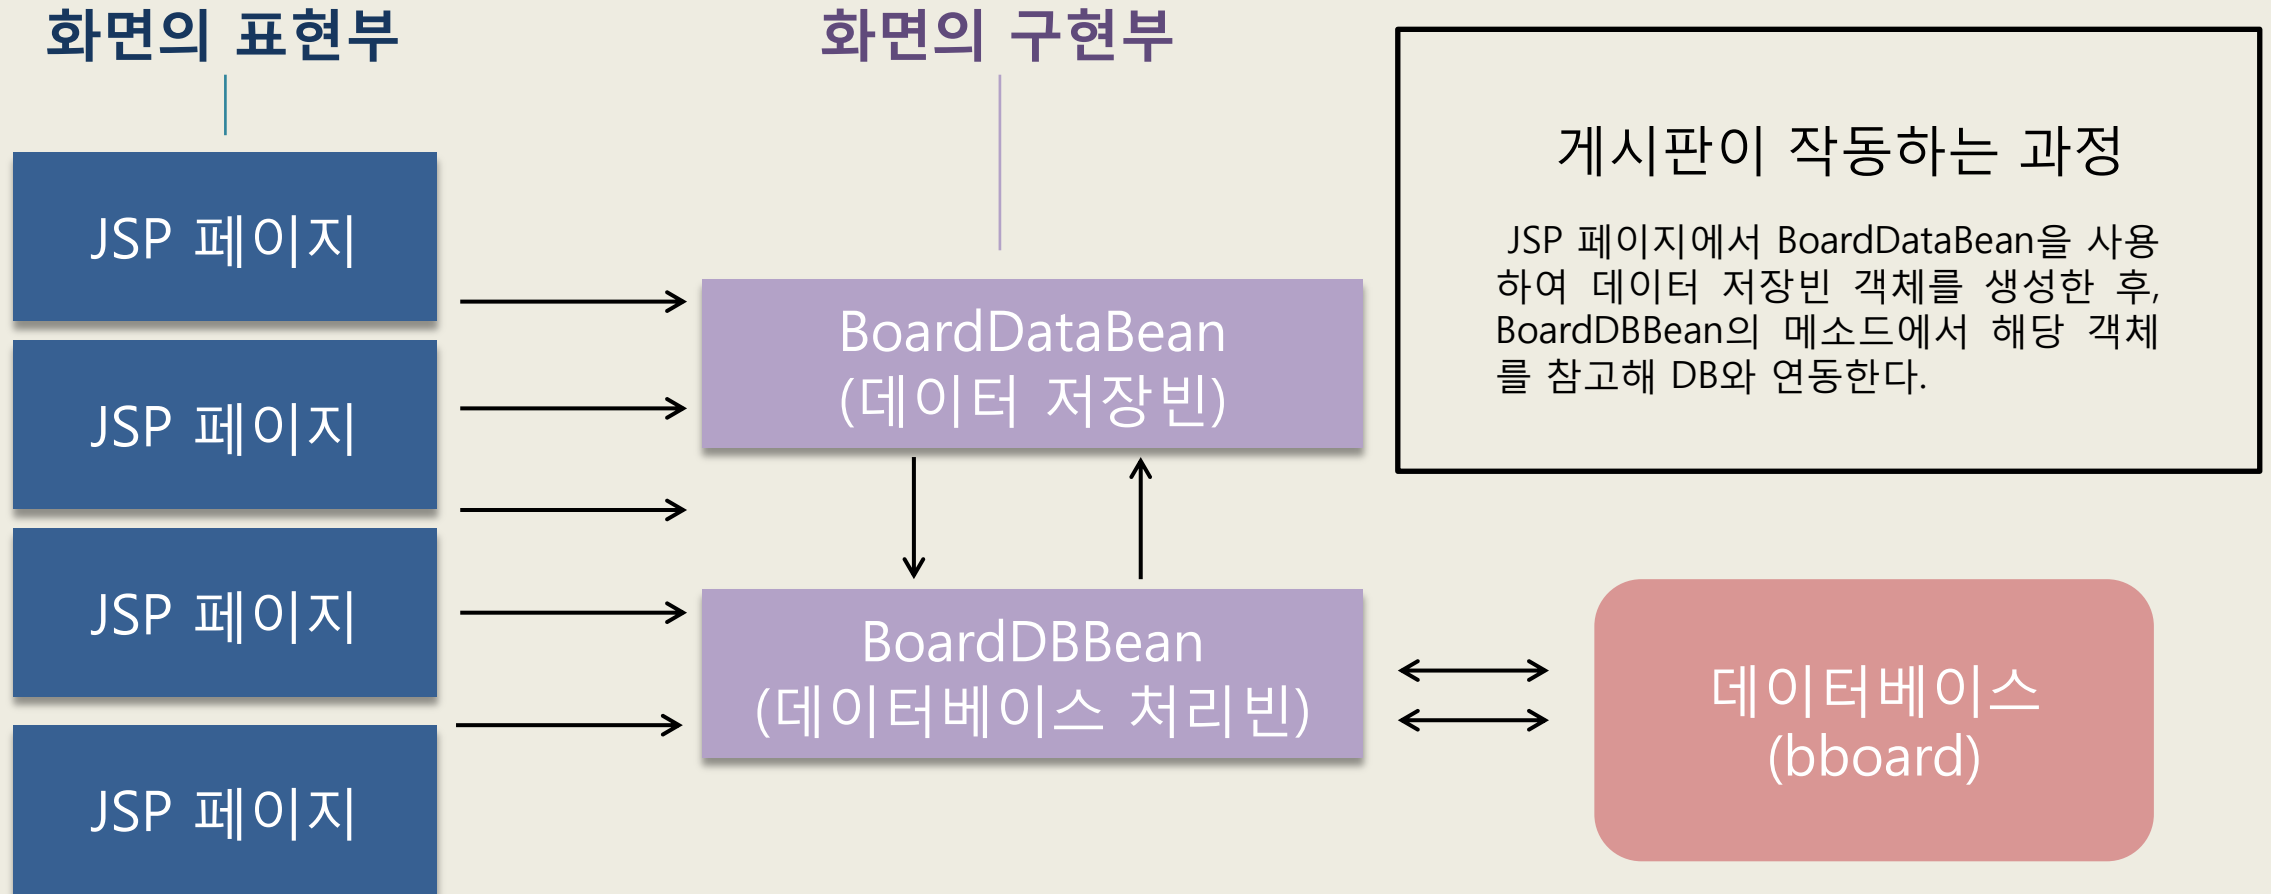 화면의 표현부
화면의 구현부
JSP 페이지
JSP 페이지
JSP 페이지
JSP 페이지
BoardDataBean
(데이터 저장빈)
BoardDBBean
(데이터베이스 처리빈)
게시판이 작동하는 과정
JSP 페이지에서 BoardDataBean을 사용
하여 데이터 저장빈 객체를 생성한 후,
BoardDBBean의 메소드에서 해당 객체
를 참고해 DB와 연동한다.
데이터베이스
(bboard)